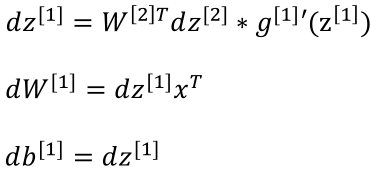 dz^{[1]} = W^{[2]T}dz^{[2]} ∗ g^{[1]}′(z^{[1]})
dW^{[1]} = dz^{[1]}x^{T}
db^{[1]} = dz^{[1]}